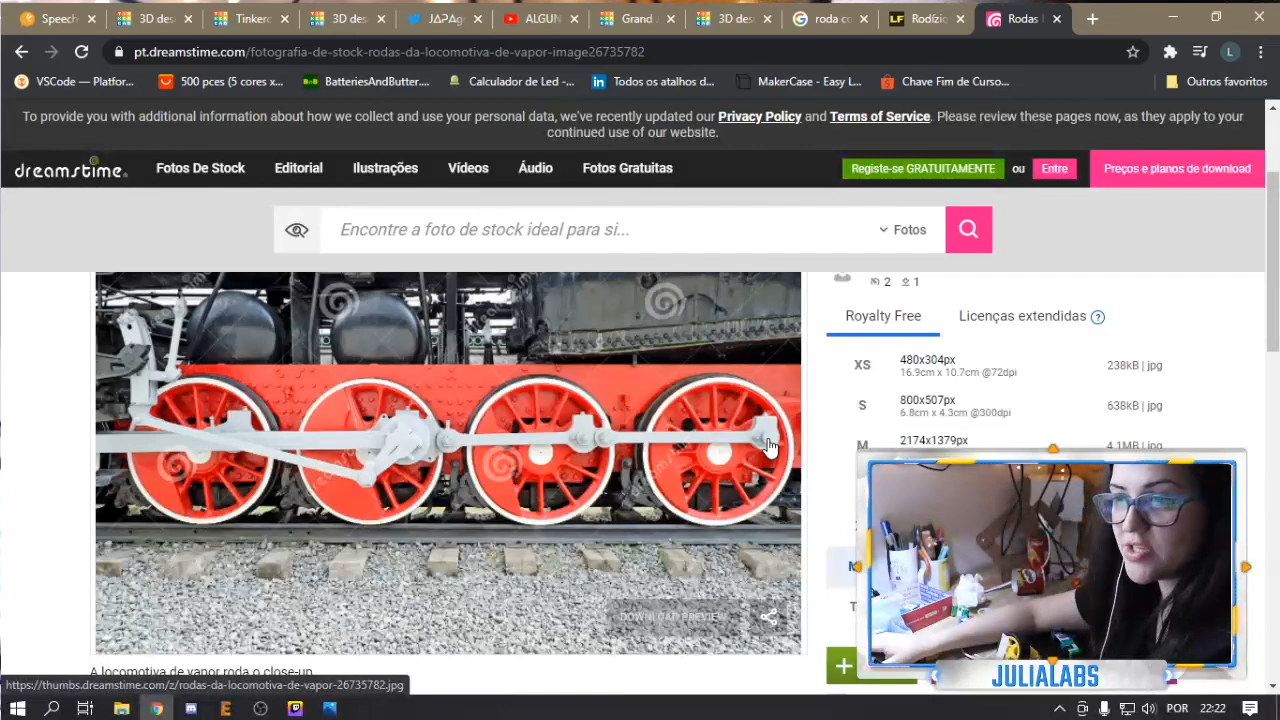 Speech
3D des
Tinkerc
3D des
JAPAge
ALGUN
Grand
3D des
roda co
Rodízio
Rodas
pt.dreamstime.com/fotografia-de-stock-rodas-da-locomotiva-de-vapor-image26735782
VSCode — Platfor...
500 pces (5 cores x...
BatteriesAndButter....
Calculador de Led -...
Todos os atalhos d...
MakerCase - Easy L...
Chave Fim de Curso...
Outros favoritos
To provide you with additional information about how we collect and use your personal data, we've recently updated our Privacy Policy and Terms of Service. Please review these pages now, as they apply to your
continued use of our website.
dreamstime.
Fotos De Stock
Editorial
Ilustrações
Vídeos
Áudio
Fotos Gratuitas
Registe-se GRATUITAMENTE ou Entre
Preços e planos de download
Encontre a foto de stock ideal para si...
Fotos
2 1
Royalty Free
Licenças extendidas ?
XS 480x304px 238kB | jpg
16.9cm x 10.7cm @72dpi
S 800x507px 638kB | jpg
6.8cm x 4.3cm @300dpi
M 2174x1379px 4.1MB | jpg
DOWNLOAD PREVIEW
A locomotiva de vapor roda o close-up
https://thumbs.dreamstime.com/z/rodas-da-locomotiva-de-vapor-26735782.jpg
JULIALABS
POR 22:22